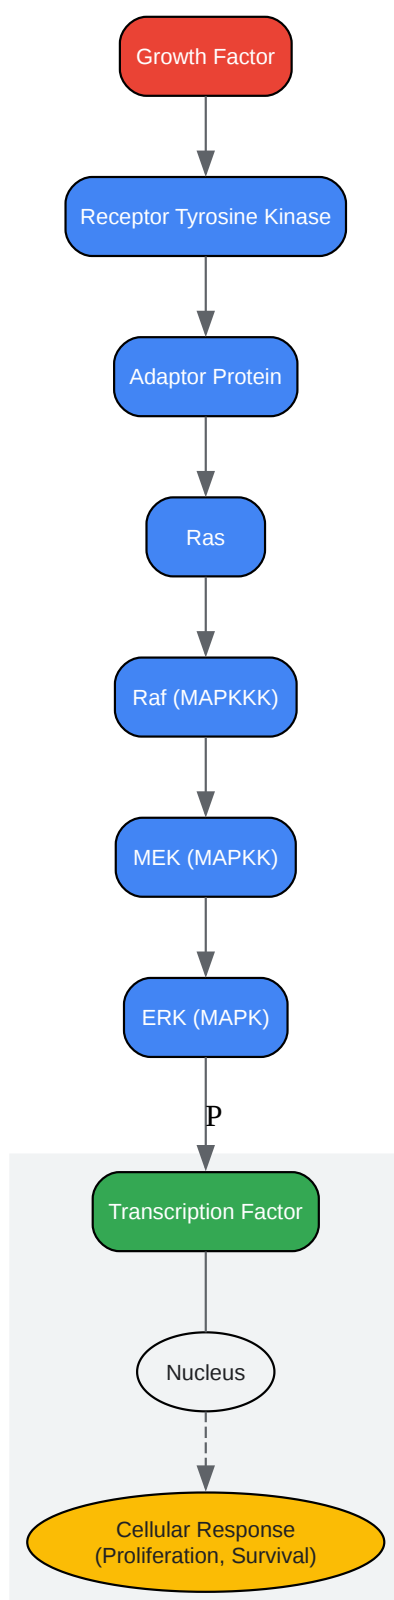 Growth Factor
Receptor Tyrosine Kinase
Adaptor Protein
Ras
Raf (MAPKKK)
MEK (MAPKK)
ERK (MAPK)
P
Transcription Factor
Nucleus
Cellular Response
(Proliferation, Survival)